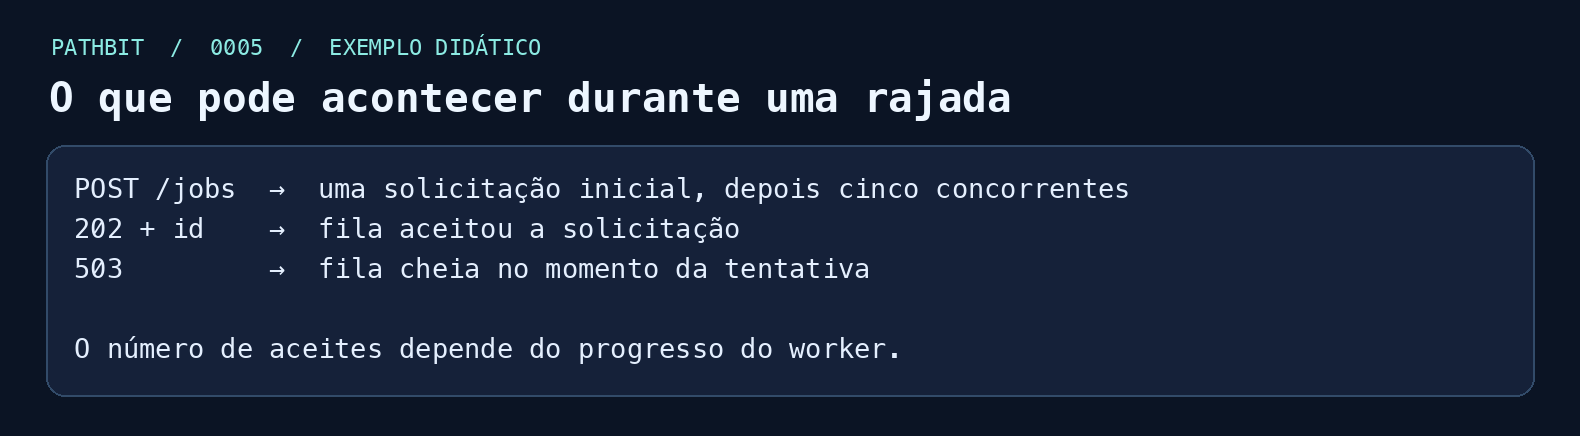 PATHBIT / 0005 / EXEMPLO DIDÁTICO
O que pode acontecer durante uma rajada
POST /jobs → uma solicitação inicial, depois cinco concorrentes
202 + id → fila aceitou a solicitação
503 → fila cheia no momento da tentativa
O número de aceites depende do progresso do worker.